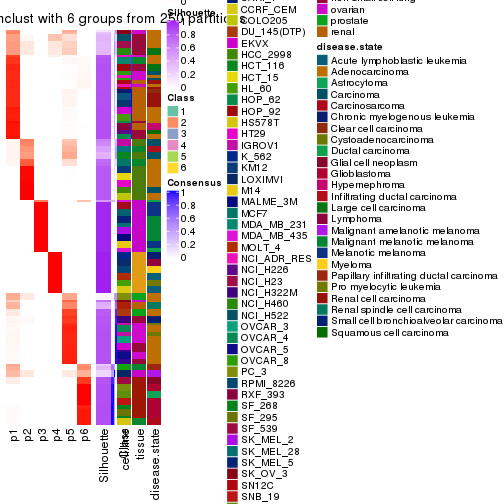 nclust with 6 groups from 250 partitions
p1
p2
p3
p4
p5
p6
Silhouette
tissue
disease.state
0
Silhouette
1
0.8
0.6
0.4
0.2
0
Class
1
2
3
4
5
6
Consensus
1
0.8
0.6
0.4
0.2
0
CCRF_CEM
COLO205
DU_145(DTP)
EKVX
HCC_2998
HCT_116
HCT_15
HL_60
HOP_62
HOP_92
HS578T
HT29
IGROV1
K_562
KM12
LOXIMVI
M14
MALME_3M
MCF7
MDA_MB_231
MDA_MB_435
MOLT_4
NCI_ADR_RES
NCI_H226
NCI_H23
NCI_H322M
NCI_H460
NCI_H522
OVCAR_3
OVCAR_4
OVCAR_5
OVCAR_8
PC_3
RPMI_8226
RXF_393
SF_268
SF_295
SF_539
SK_MEL_2
SK_MEL_28
SK_MEL_5
SK_OV_3
SN12C
SNB_19
ovarian
prostate
renal
disease.state
Acute lymphoblastic leukemia
Adenocarcinoma
Astrocytoma
Carcinoma
Carcinosarcoma
Chronic myelogenous leukemia
Clear cell carcinoma
Cystoadenocarcinoma
Ductal carcinoma
Glial cell neoplasm
Glioblastoma
Hypernephroma
Infiltrating ductal carcinoma
Large cell carcinoma
Lymphoma
Malignant amelanotic melanoma
Malignant melanotic melanoma
Melanotic melanoma
Myeloma
Papillary infiltrating ductal carcinoma
Pro myelocytic leukemia
Renal cell carcinoma
Renal spindle cell carcinoma
Small cell bronchioalveolar carcinoma
Squamous cell carcinoma